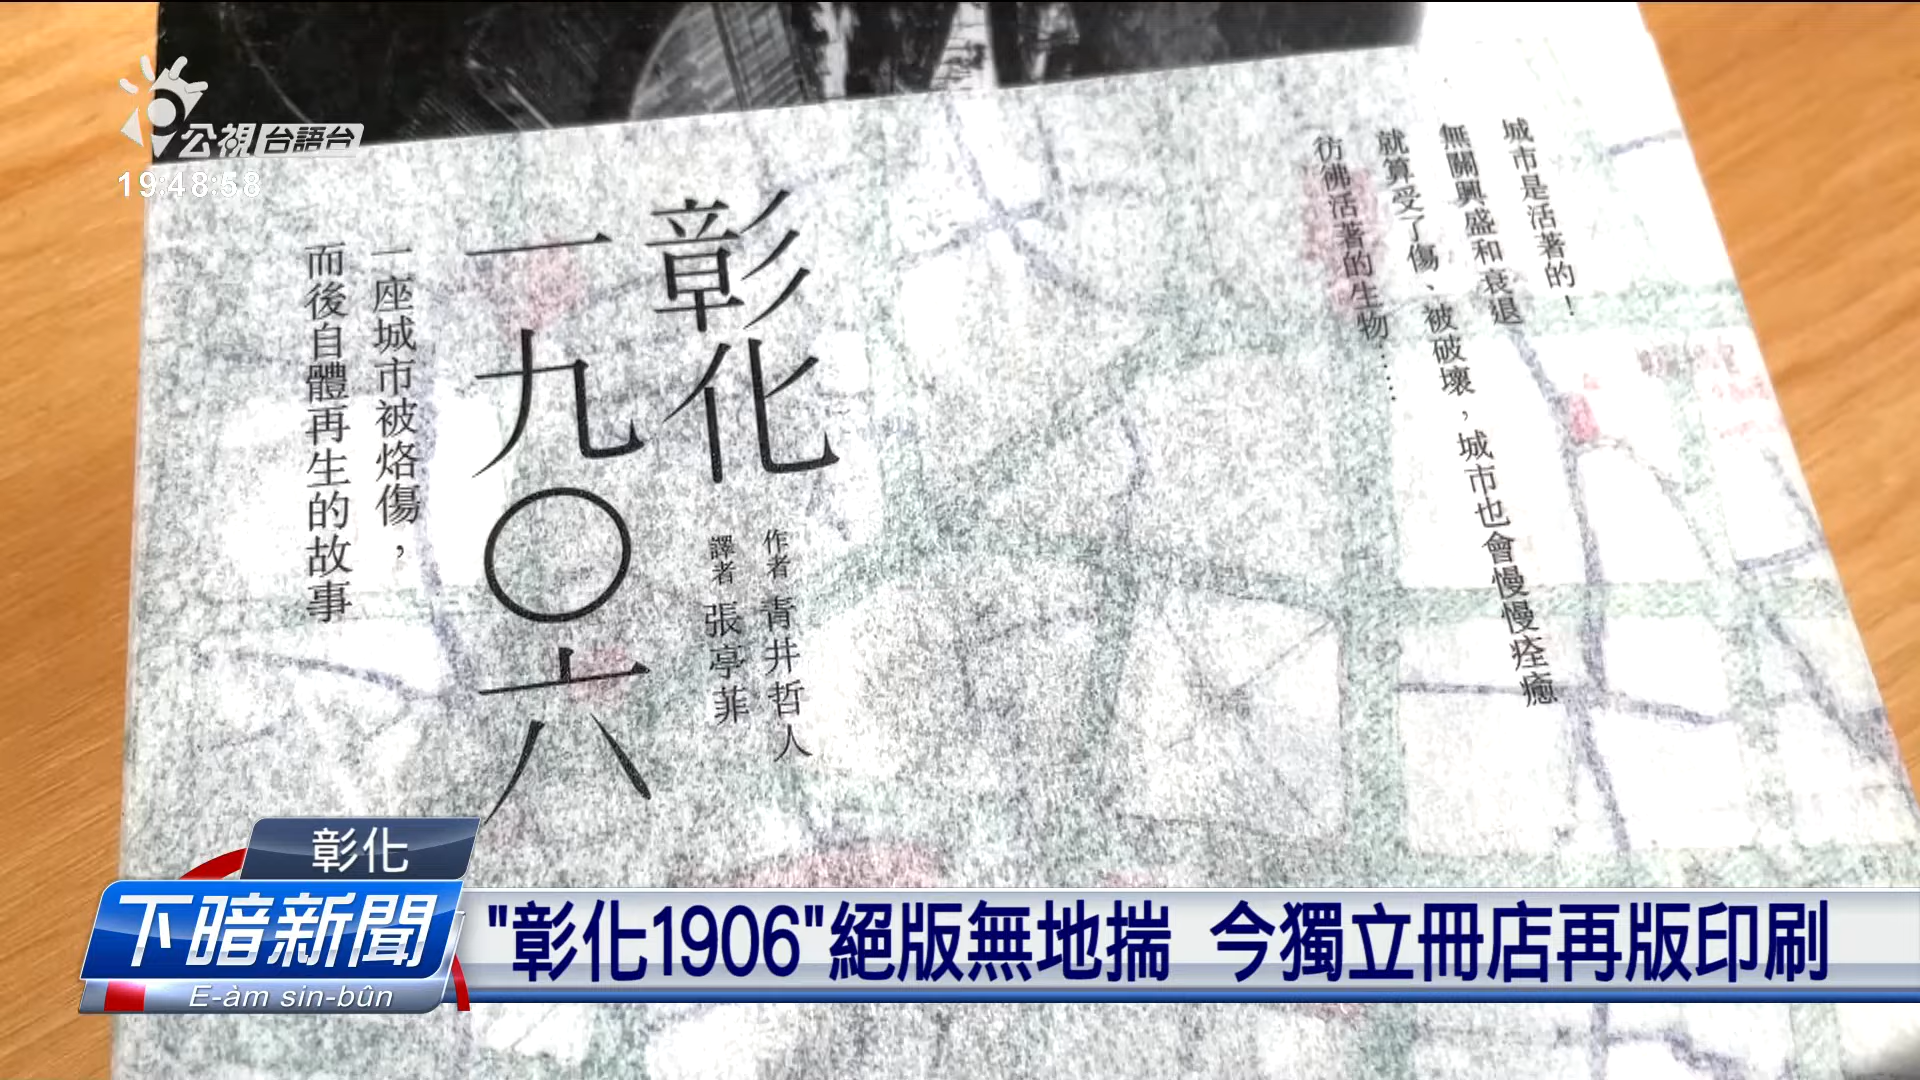 公視台語台
19:48:58
城市是活著的！
無關興盛和衰退
就算受了傷、被破壞，城市也會慢慢痊癒
彷彿活著的生物……
彰化
一九〇六
作者 青井哲人
譯者 張亭菲
一座城市被烙傷，
而後自體再生的故事
彰化
下暗新聞
E-àm sin-bûn
"彰化1906"絕版無地揣 今獨立冊店再版印刷